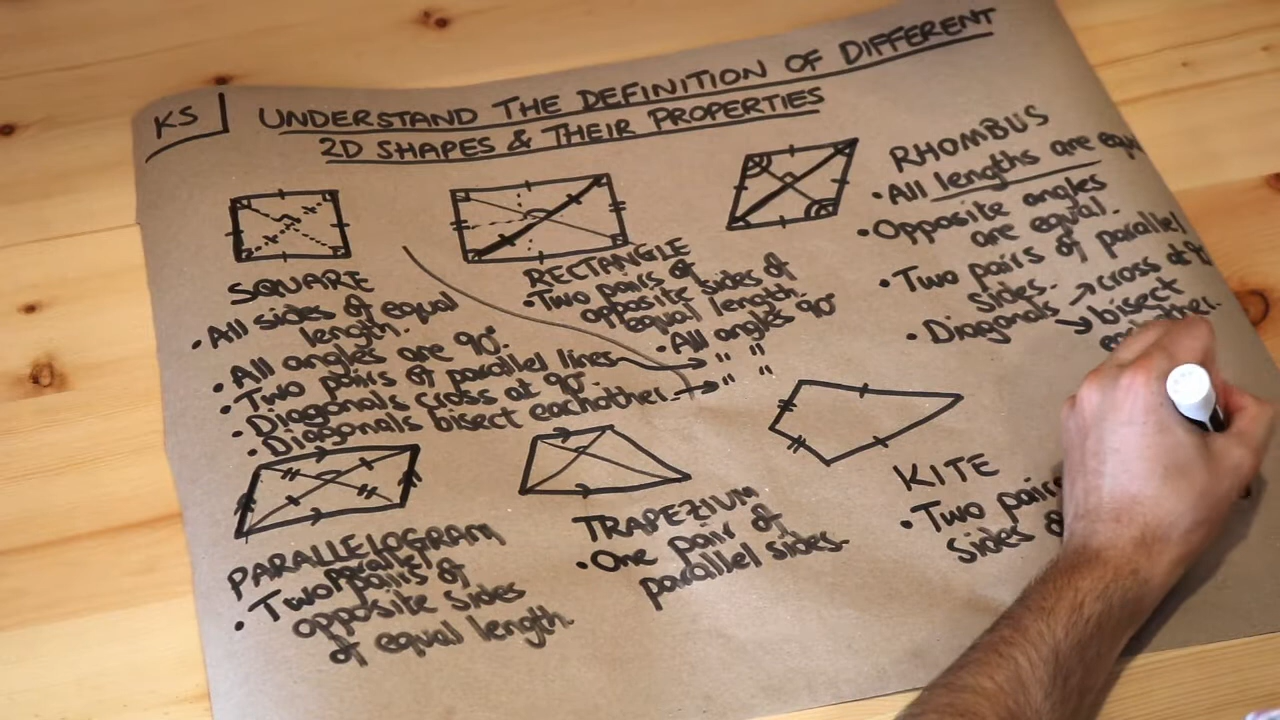 KS
UNDERSTAND THE DEFINITION OF DIFFERENT
2D SHAPES & THEIR PROPERTIES
SQUARE
• All sides of equal
length.
• All angles are 90°.
• Two pairs of parallel lines
• Diagonals cross at 90°.
• Diagonals bisect eachother.
RECTANGLE
• Two pairs of
opposite sides of
equal length.
• All angles 90°
→ " "
→ " "
RHOMBUS
• All lengths are
• Opposite angles
are equal.
• Two pairs of parallel
sides.
• Diagonals → cross at
→ bisect
PARALLELOGRAM
parallel
• Two pairs of
opposite sides
of equal length.
TRAPEZIUM
• One pair of
parallel sides.
KITE
• Two pairs
sides